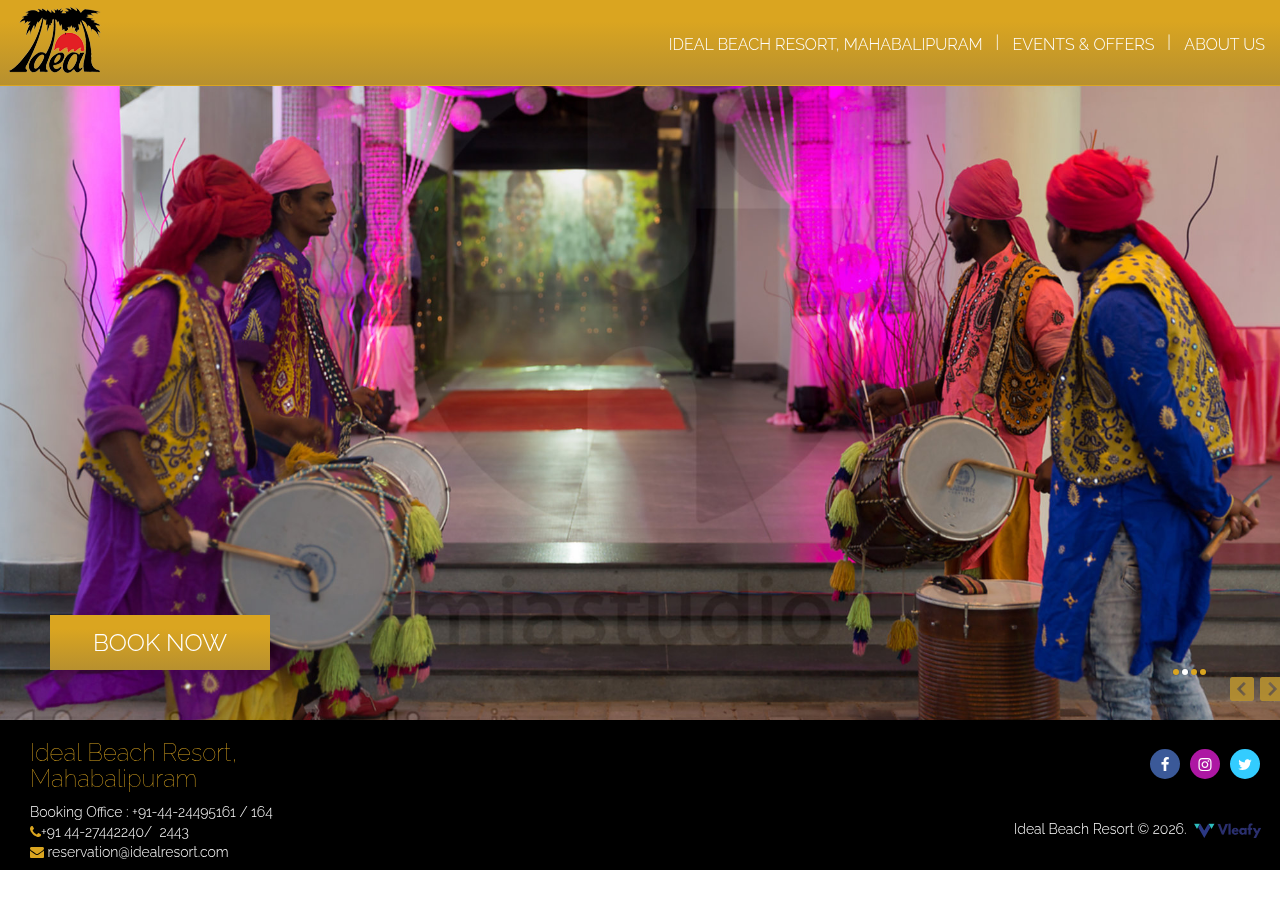 Ideal
IDEAL BEACH RESORT, MAHABALIPURAM | EVENTS & OFFERS | ABOUT US
miastudio
BOOK NOW
Ideal Beach Resort,
Mahabalipuram
Booking Office : +91-44-24495161 / 164
+91 44-27442240/ 2443
reservation@idealresort.com
Ideal Beach Resort © 2026. Vleafy